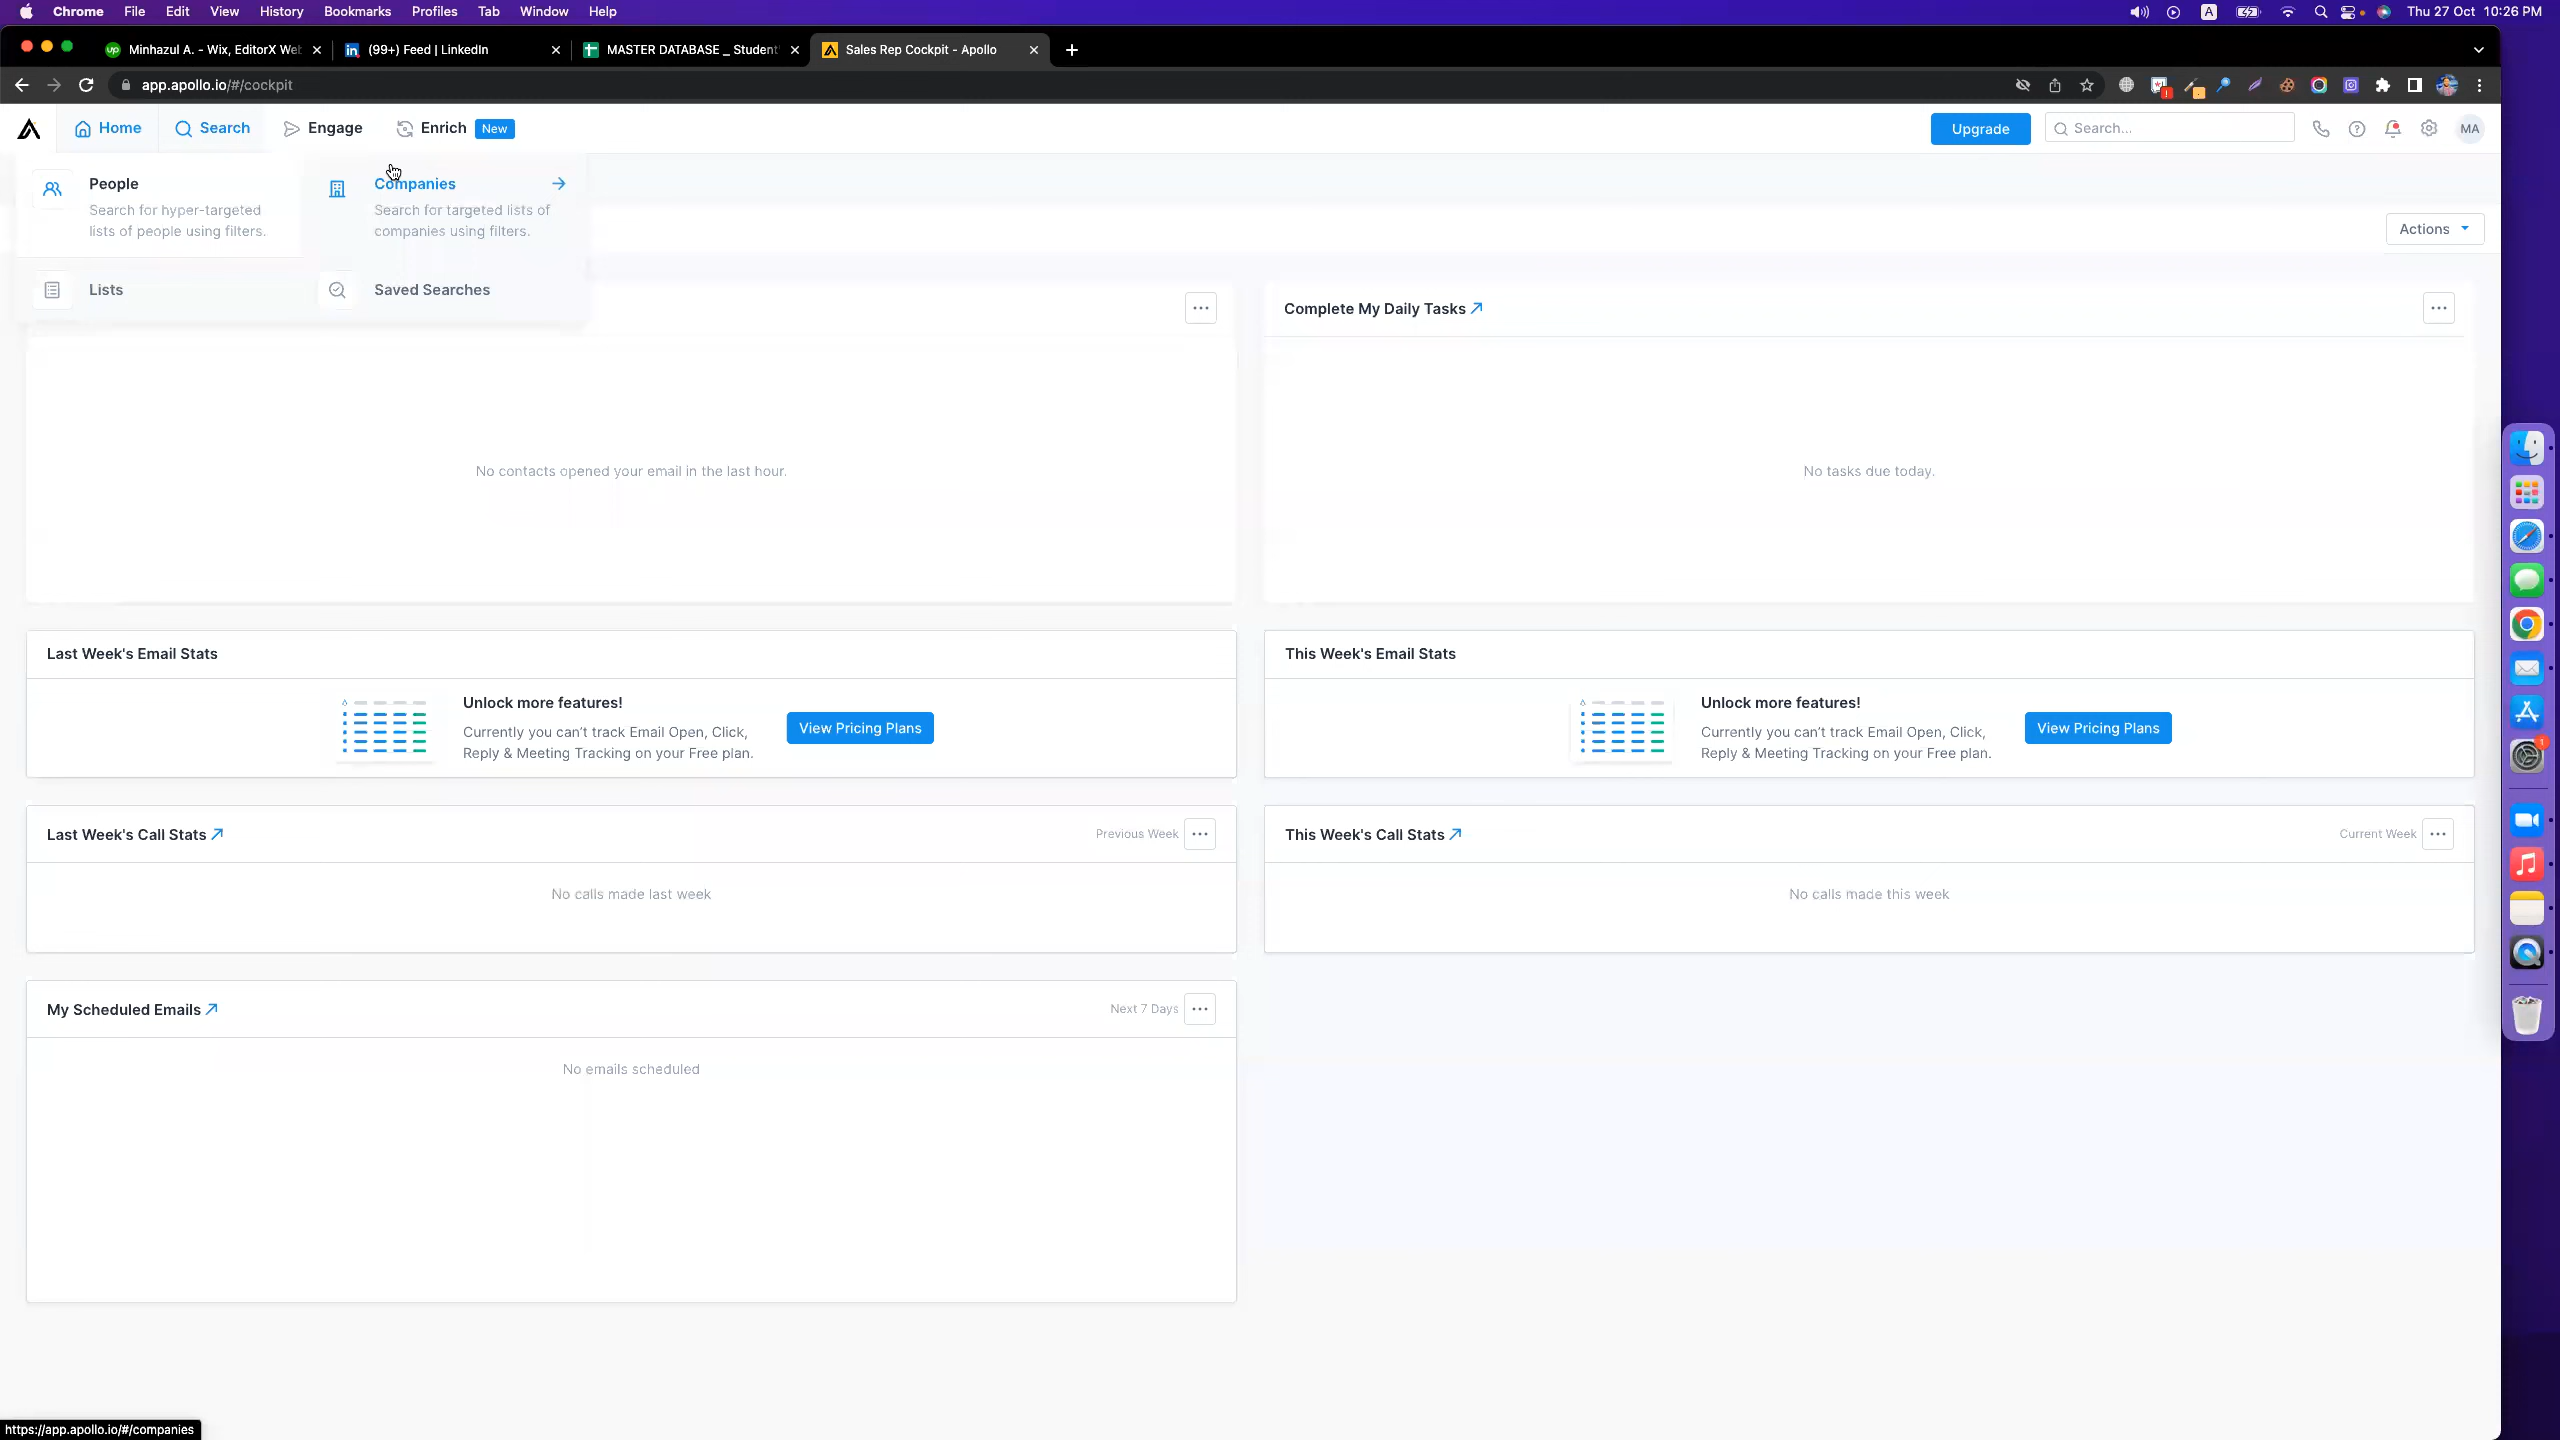 Chrome File Edit View History Bookmarks Profiles Tab Window Help
A
Thu 27 Oct 10:26 PM
up Minhazul A. - Wix, EditorX Web
in (99+) Feed | LinkedIn
MASTER DATABASE _ Student'
Sales Rep Cockpit - Apollo
app.apollo.io/#/cockpit
Home
Search
Engage
Enrich New
Upgrade
Search...
MA
People
Search for hyper-targeted
lists of people using filters.
Companies
Search for targeted lists of
companies using filters.
Actions
Lists
Saved Searches
Complete My Daily Tasks
No contacts opened your email in the last hour.
No tasks due today.
Last Week's Email Stats
Unlock more features!
Currently you can't track Email Open, Click,
Reply & Meeting Tracking on your Free plan.
View Pricing Plans
This Week's Email Stats
Unlock more features!
Currently you can't track Email Open, Click,
Reply & Meeting Tracking on your Free plan.
View Pricing Plans
Last Week's Call Stats
Previous Week
No calls made last week
This Week's Call Stats
Current Week
No calls made this week
My Scheduled Emails
Next 7 Days
No emails scheduled
1
https://app.apollo.io/#/companies